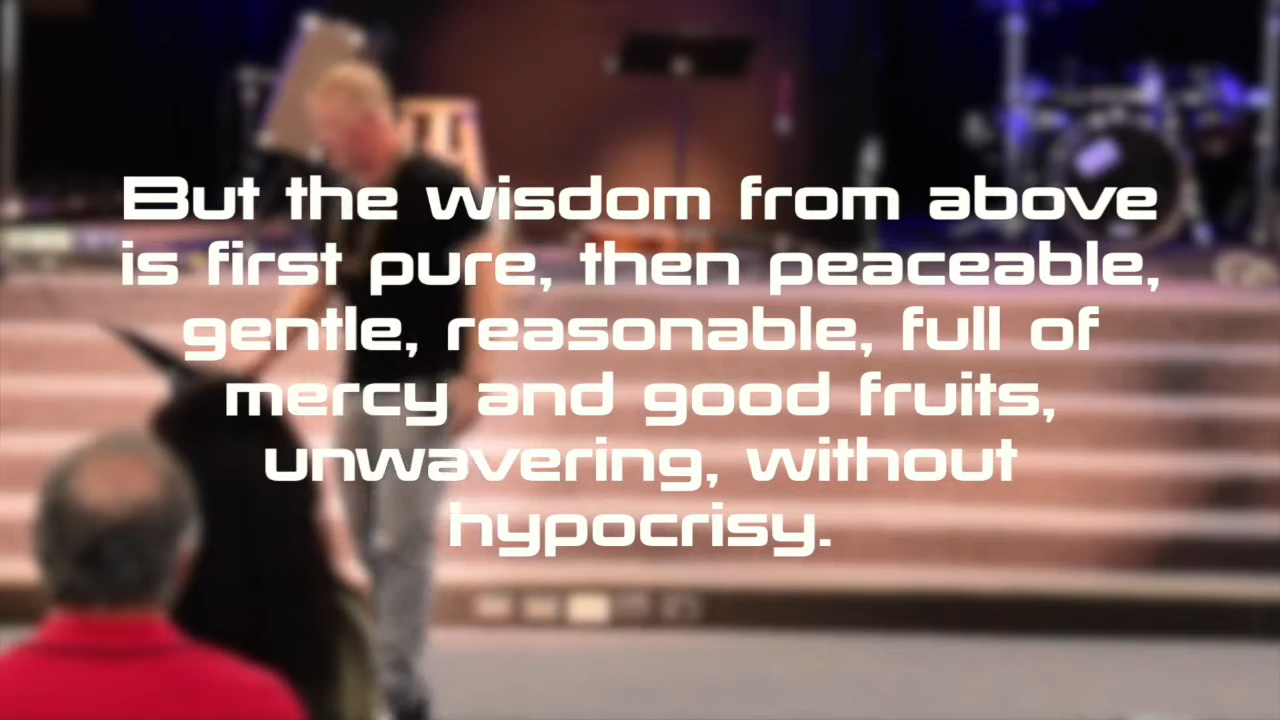 But the wisdom from above
is first pure, then peaceable,
gentle, reasonable, full of
mercy and good fruits,
unwavering, without
hypocrisy.